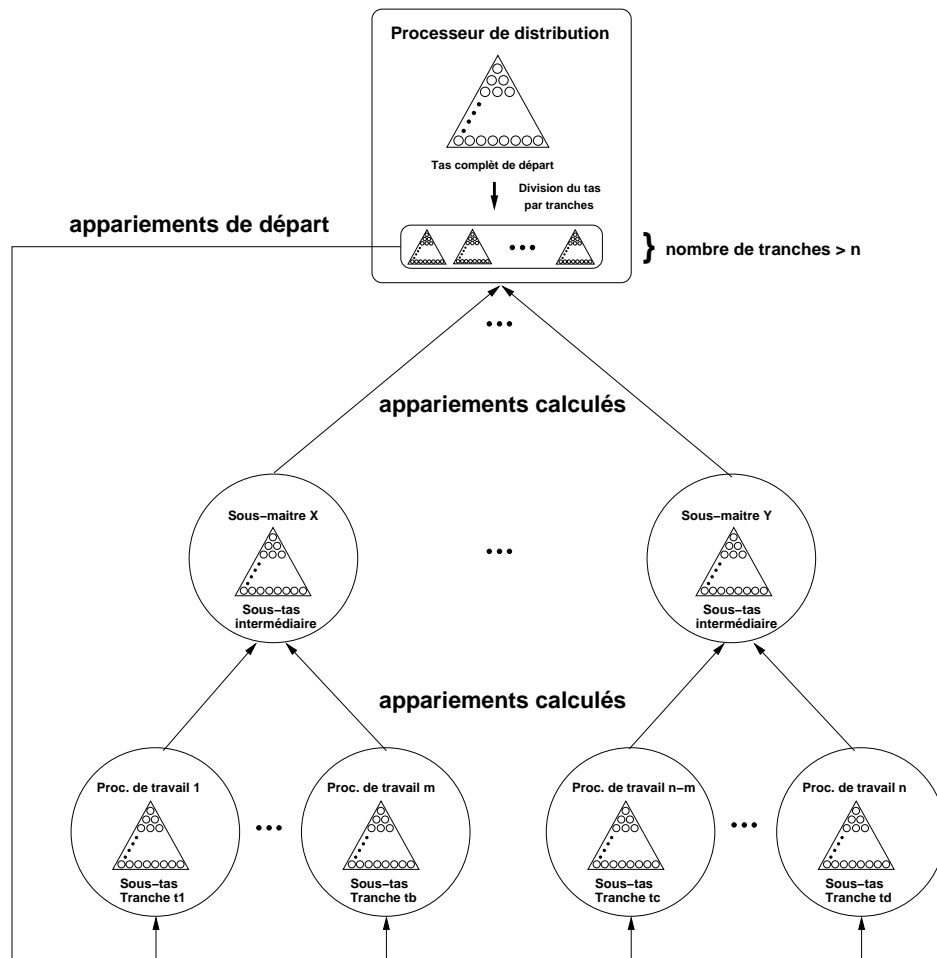 Processeur de distribution
Tas complèt de départ
Division du tas
par tranches
appariements de départ
} nombre de tranches > n
appariements calculés
Sous−maitre X
Sous−tas
intermédiaire
Sous−maitre Y
Sous−tas
intermédiaire
appariements calculés
Proc. de travail 1
Sous−tas
Tranche t1
Proc. de travail m
Sous−tas
Tranche tb
Proc. de travail n−m
Sous−tas
Tranche tc
Proc. de travail n
Sous−tas
Tranche td